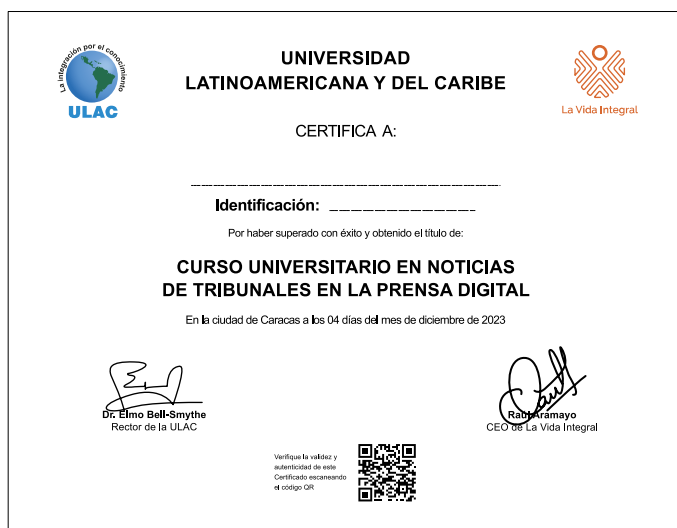 La integración por el conocimiento
ULAC
UNIVERSIDAD
LATINOAMERICANA Y DEL CARIBE
La Vida Integral
CERTIFICA A:
Identificación:
Por haber superado con éxito y obtenido el título de:
CURSO UNIVERSITARIO EN NOTICIAS
DE TRIBUNALES EN LA PRENSA DIGITAL
En la ciudad de Caracas a los 04 días del mes de diciembre de 2023
Dr. Elmo Bell-Smythe
Rector de la ULAC
Raúl Aramayo
CEO de La Vida Integral
Verifique la validez y
autenticidad de este
Certificado escaneando
el código QR